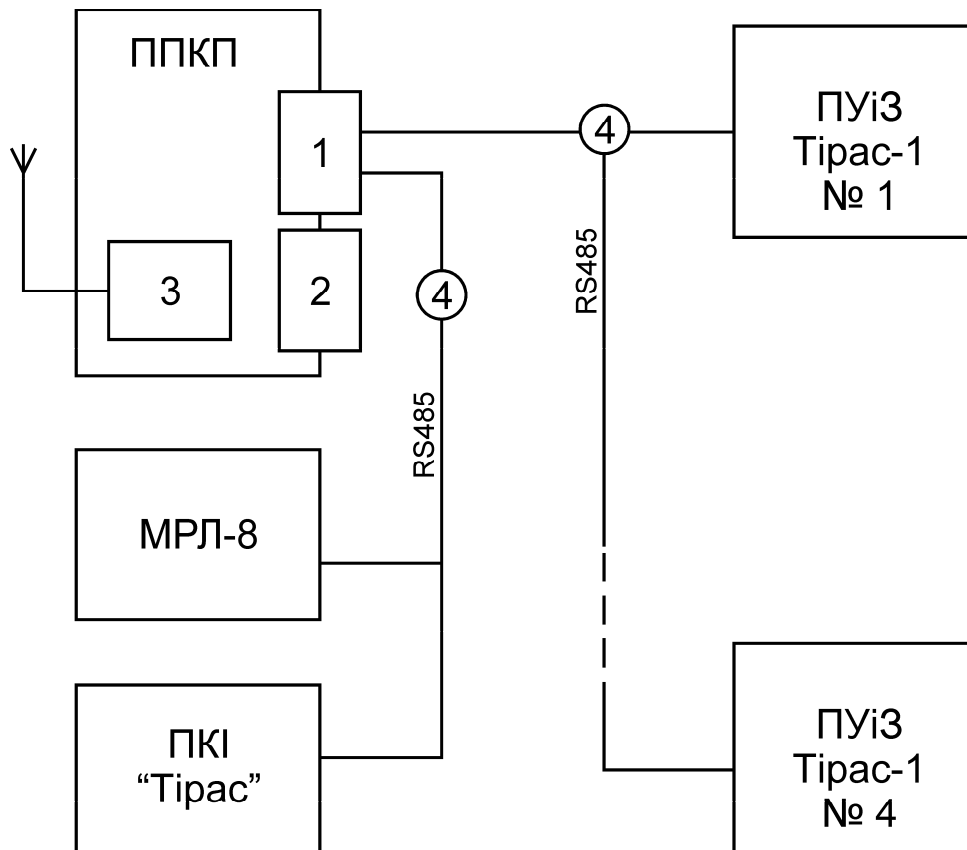 ППКП
1
2
3
4
4
RS485
RS485
ПУіЗ
Тірас-1
№ 1
МРЛ-8
ПКІ
“Тірас”
ПУіЗ
Тірас-1
№ 4